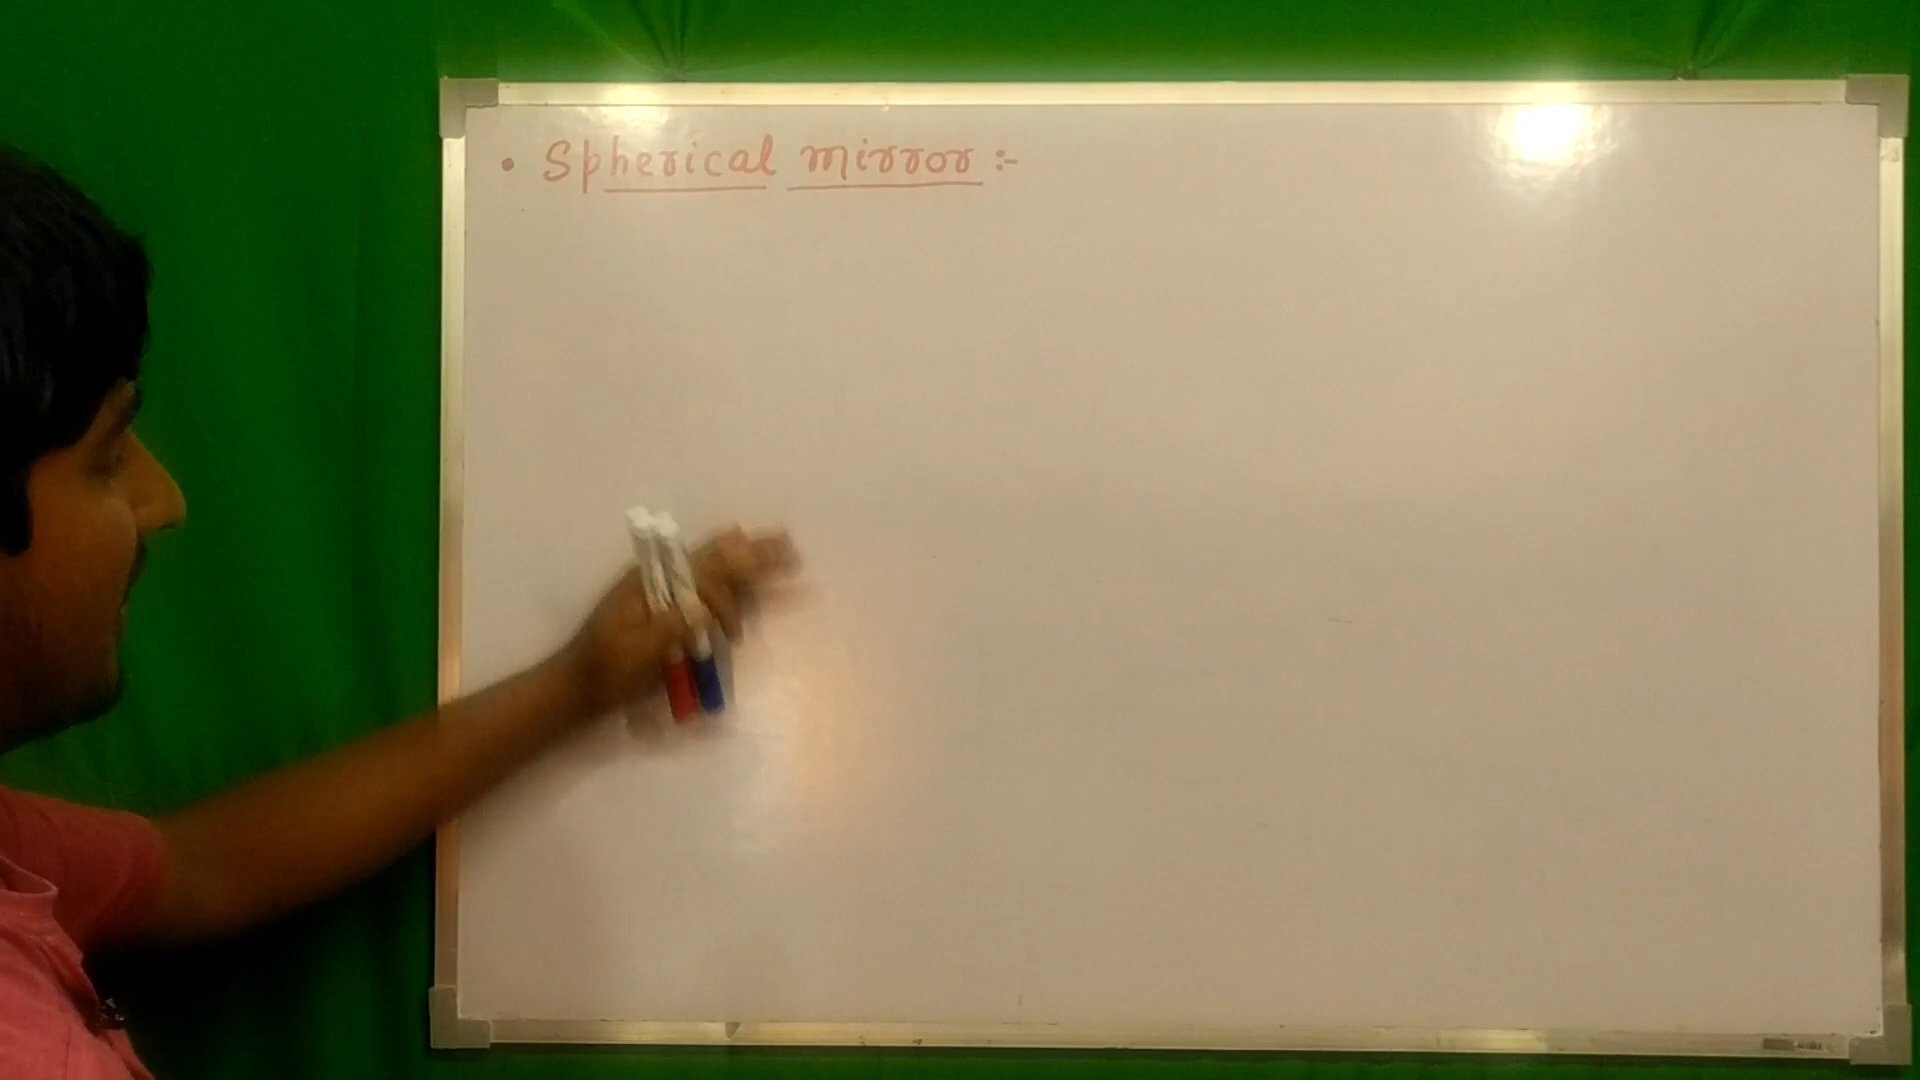 • Spherical mirror :-